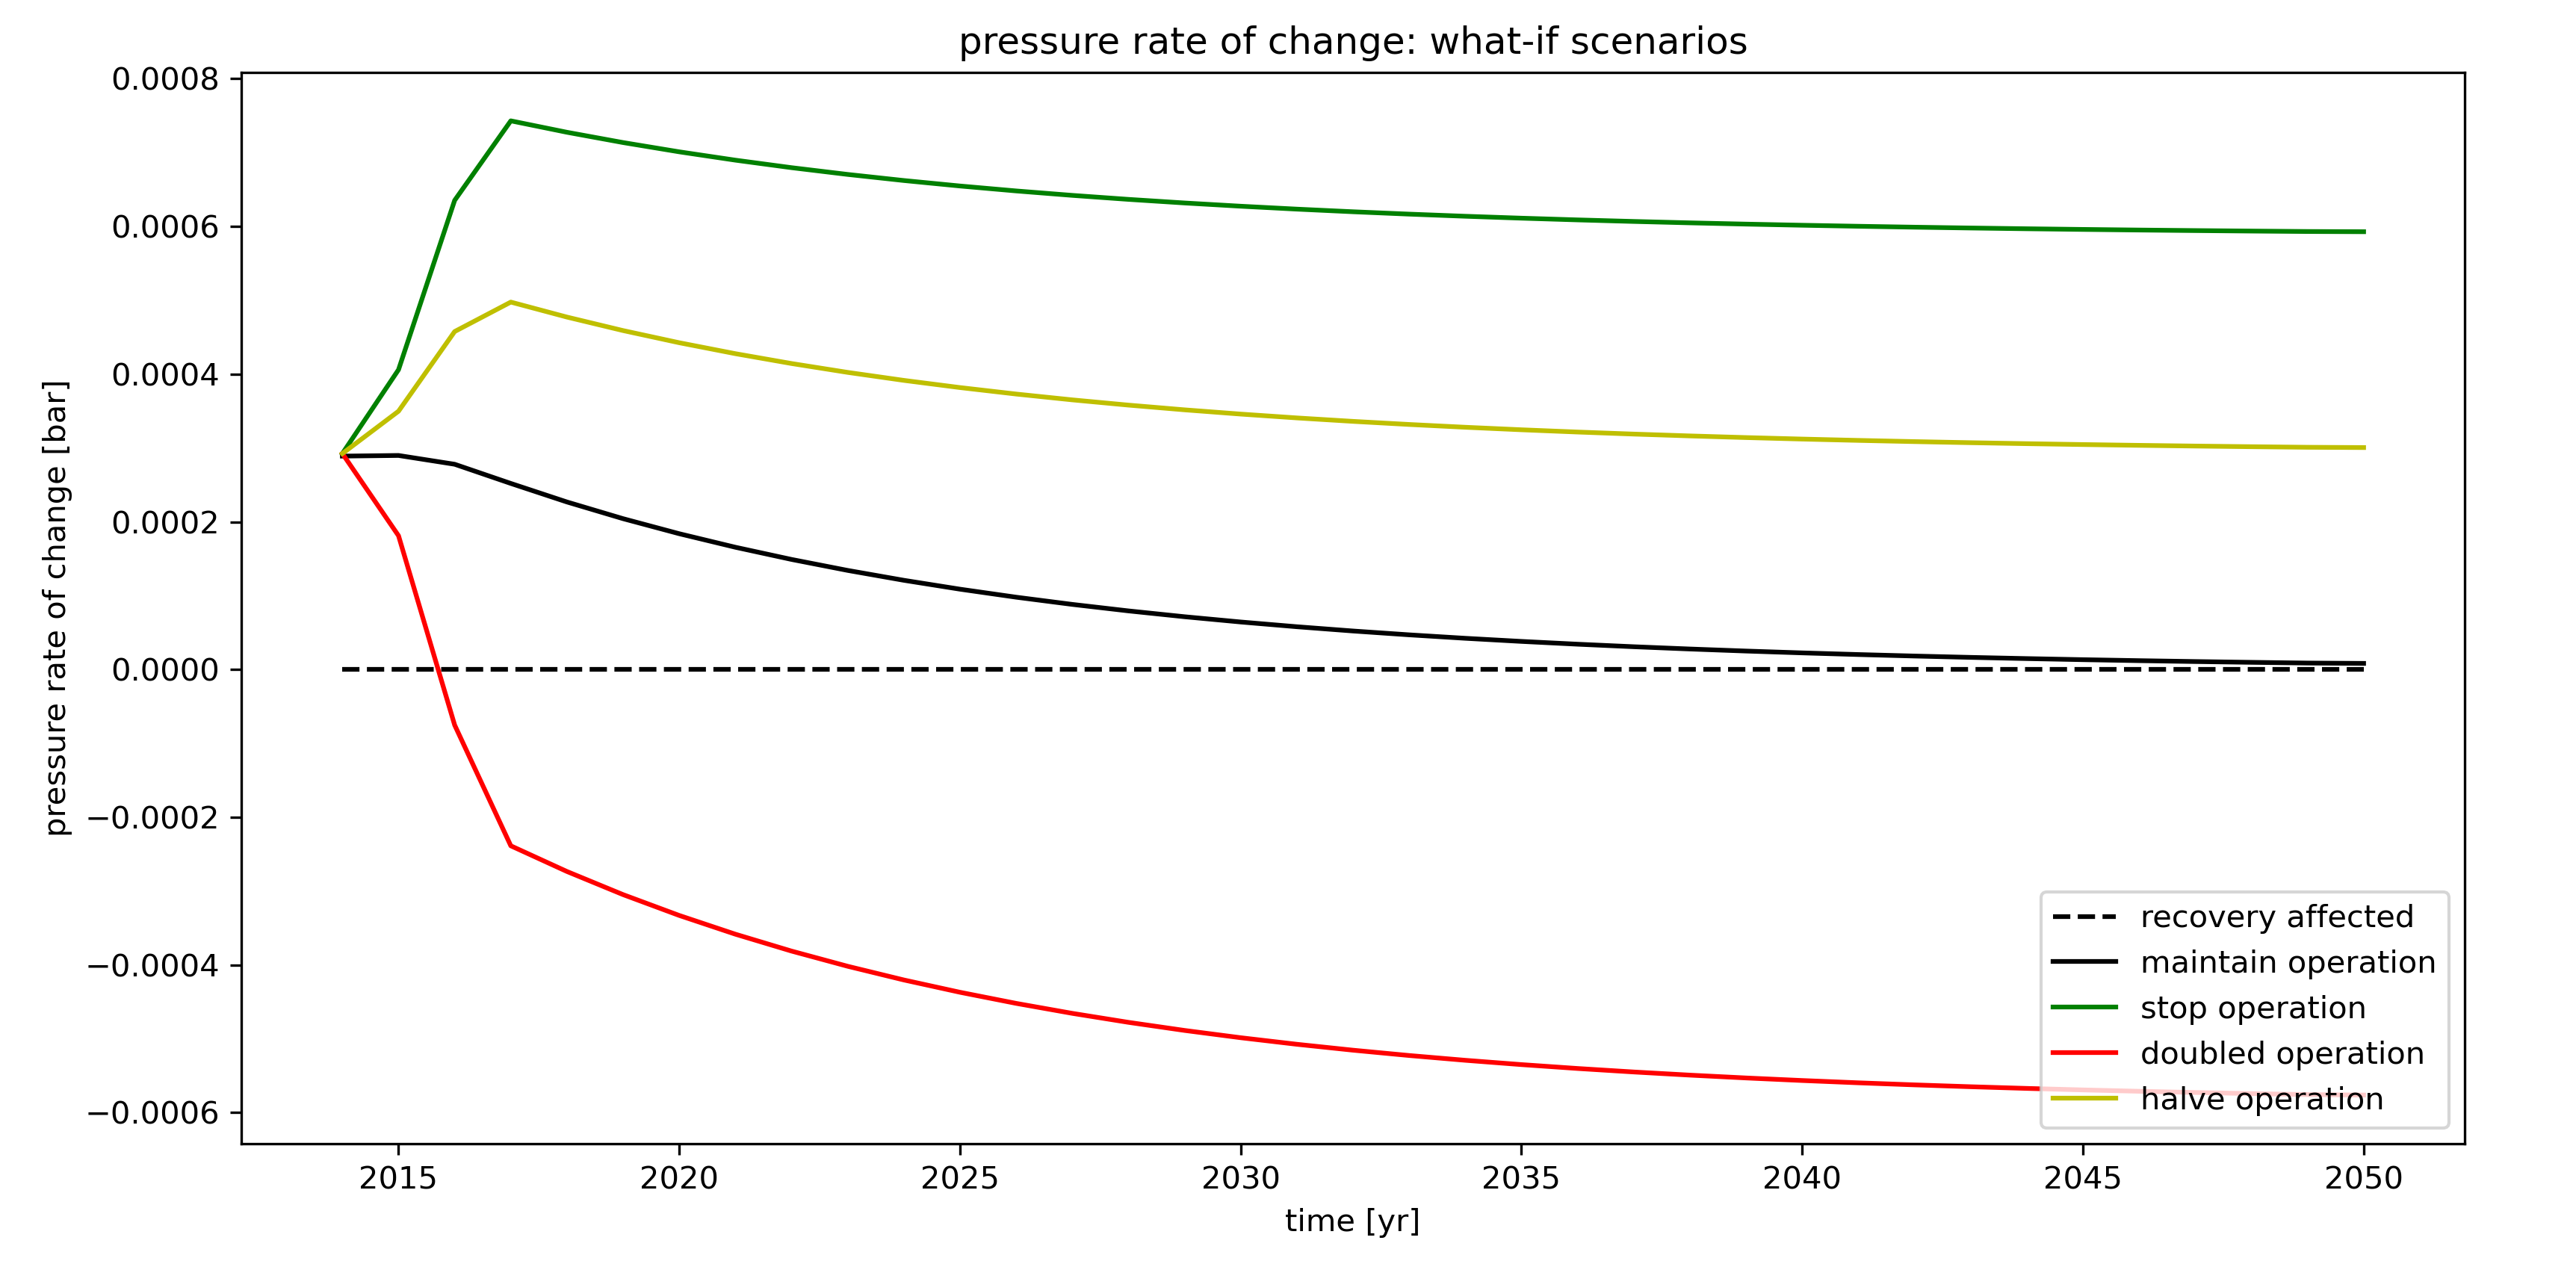 pressure rate of change: what-if scenarios
pressure rate of change [bar]
0.0008
0.0006
0.0004
0.0002
0.0000
−0.0002
−0.0004
−0.0006
recovery affected
maintain operation
stop operation
doubled operation
halve operation
2015 2020 2025 2030 2035 2040 2045 2050
time [yr]